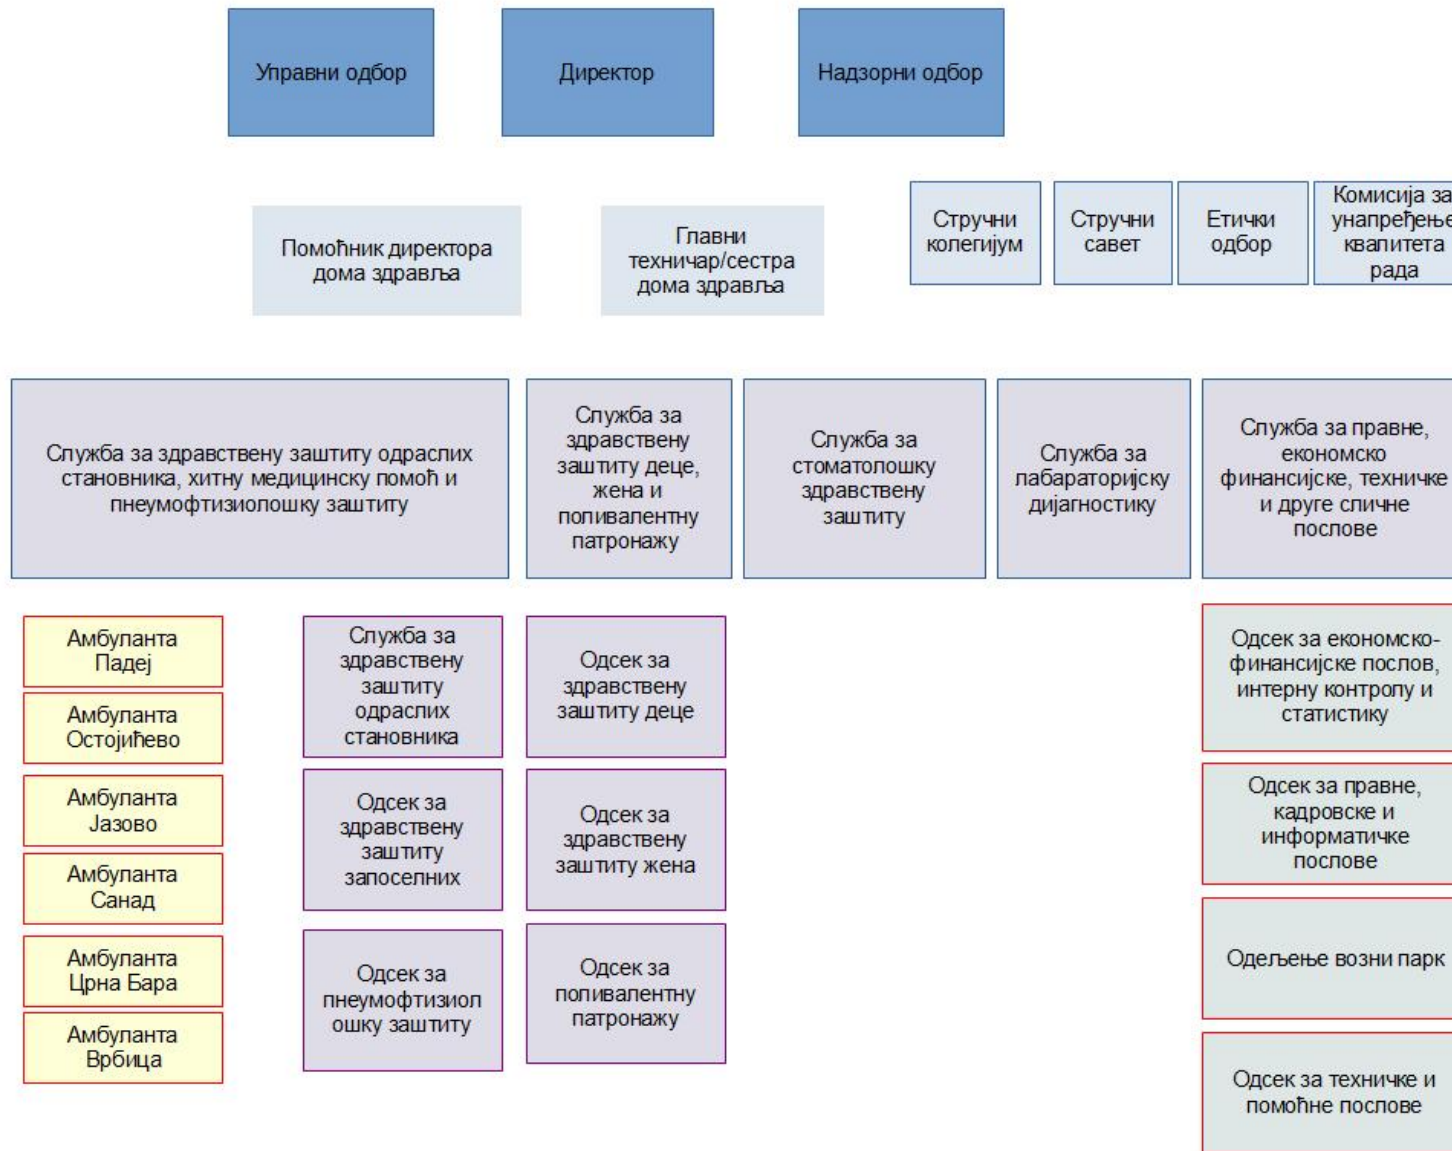 Управни одбор
Директор
Надзорни одбор
Помоћник директора
дома здравља
Главни
техничар/сестра
дома здравља
Стручни
колегијум
Стручни
савет
Етички
одбор
Комисија за
унапређење
квалитета
рада
Служба за здравствену заштиту одраслих
становника, хитну медицинску помоћ и
пнеумофтизиолошку заштиту
Служба за
здравствену
заштиту деце,
жена и
поливалентну
патронажу
Служба за
стоматолошку
здравствену
заштиту
Служба за
лабараторијску
дијагностику
Служба за правне,
економско
финансијске, техничке
и друге сличне
послове
Амбуланта
Падеј
Амбуланта
Остојићево
Амбуланта
Јазово
Амбуланта
Санад
Амбуланта
Црна Бара
Амбуланта
Врбица
Служба за
здравствену
заштиту
одраслих
становника
Одсек за
здравствену
заштиту
запоселних
Одсек за
пнеумофтизиол
ошку заштиту
Одсек за
здравствену
заштиту деце
Одсек за
здравствену
заштиту жена
Одсек за
поливалентну
патронажу
Одсек за економско-
финансијске послов,
интерну контролу и
статистику
Одсек за правне,
кадровске и
информатичке
послове
Одељење возни парк
Одсек за техничке и
помоћне послове